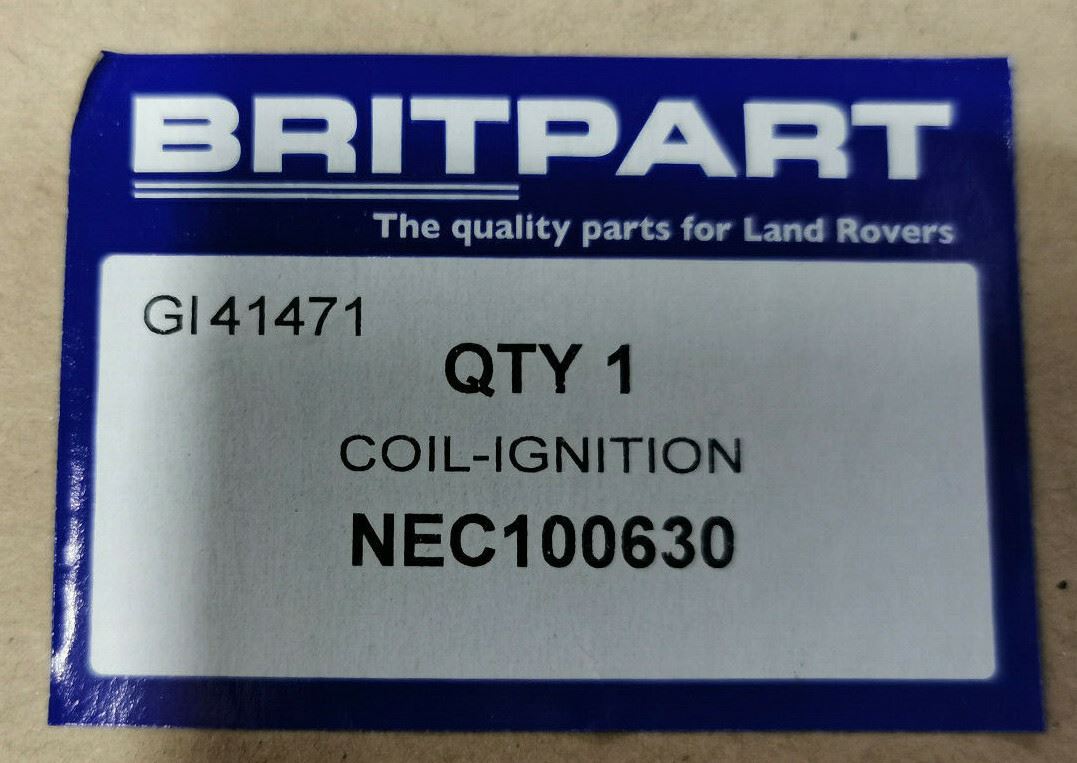 BRITPART
The quality parts for Land Rovers
GI41471
QTY 1
COIL-IGNITION
NEC100630